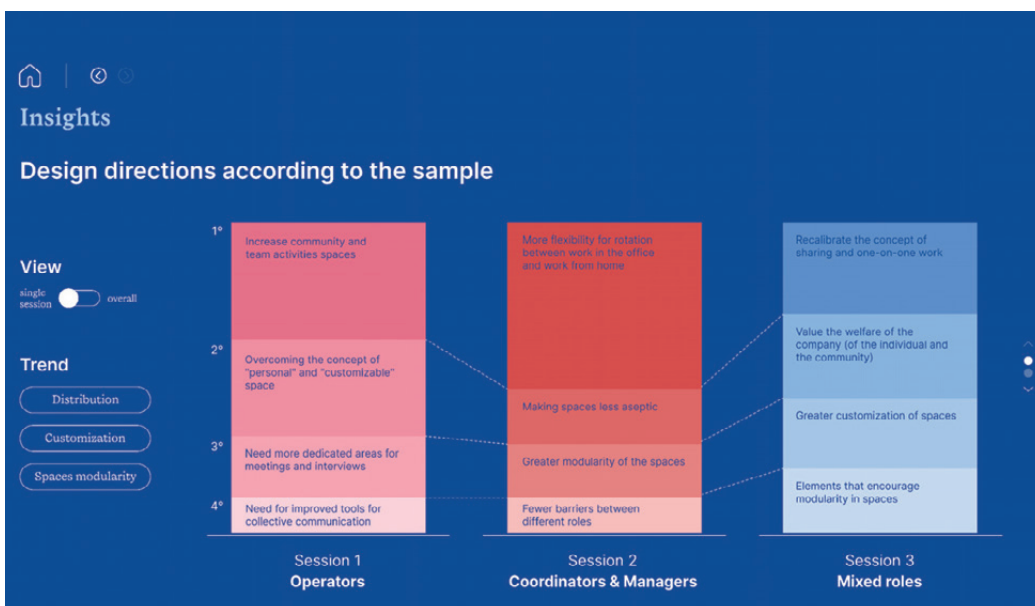 Insights
Design directions according to the sample
View
single
session
overall
Trend
Distribution
Customization
Spaces modularity
1°
2°
3°
4°
Increase community and
team activities spaces
Overcoming the concept of
"personal" and "customizable"
space
Need more dedicated areas for
meetings and interviews
Need for improved tools for
collective communication
Session 1
Operators
More flexibility for rotation
between work in the office
and work from home
Making spaces less aseptic
Greater modularity of the spaces
Fewer barriers between
different roles
Session 2
Coordinators & Managers
Recalibrate the concept of
sharing and one-on-one work
Value the welfare of the
company (of the individual and
the community)
Greater customization of spaces
Elements that encourage
modularity in spaces
Session 3
Mixed roles